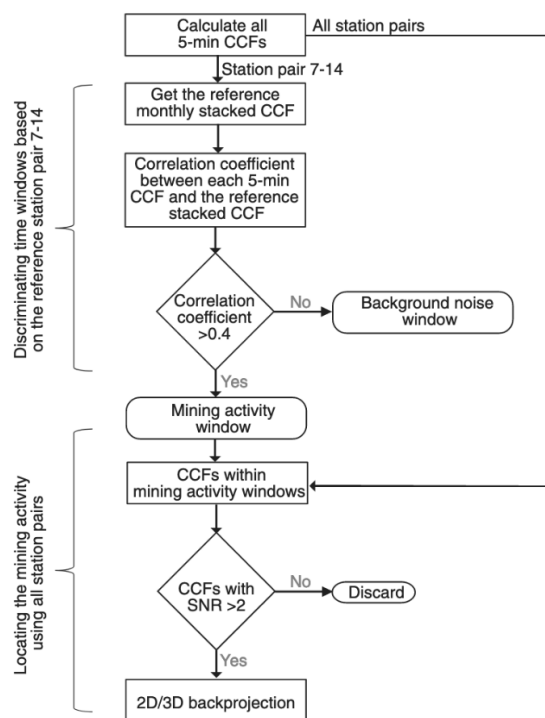 Calculate all
5-min CCFs
All station pairs
Station pair 7-14
Get the reference
monthly stacked CCF
Correlation coefficient
between each 5-min
CCF and the reference
stacked CCF
Discriminating time windows based
on the reference station pair 7-14
Correlation
coefficient
>0.4
No
Background noise
window
Yes
Mining activity
window
CCFs within
mining activity windows
Locating the mining activity
using all station pairs
CCFs with
SNR >2
No
Discard
Yes
2D/3D backprojection